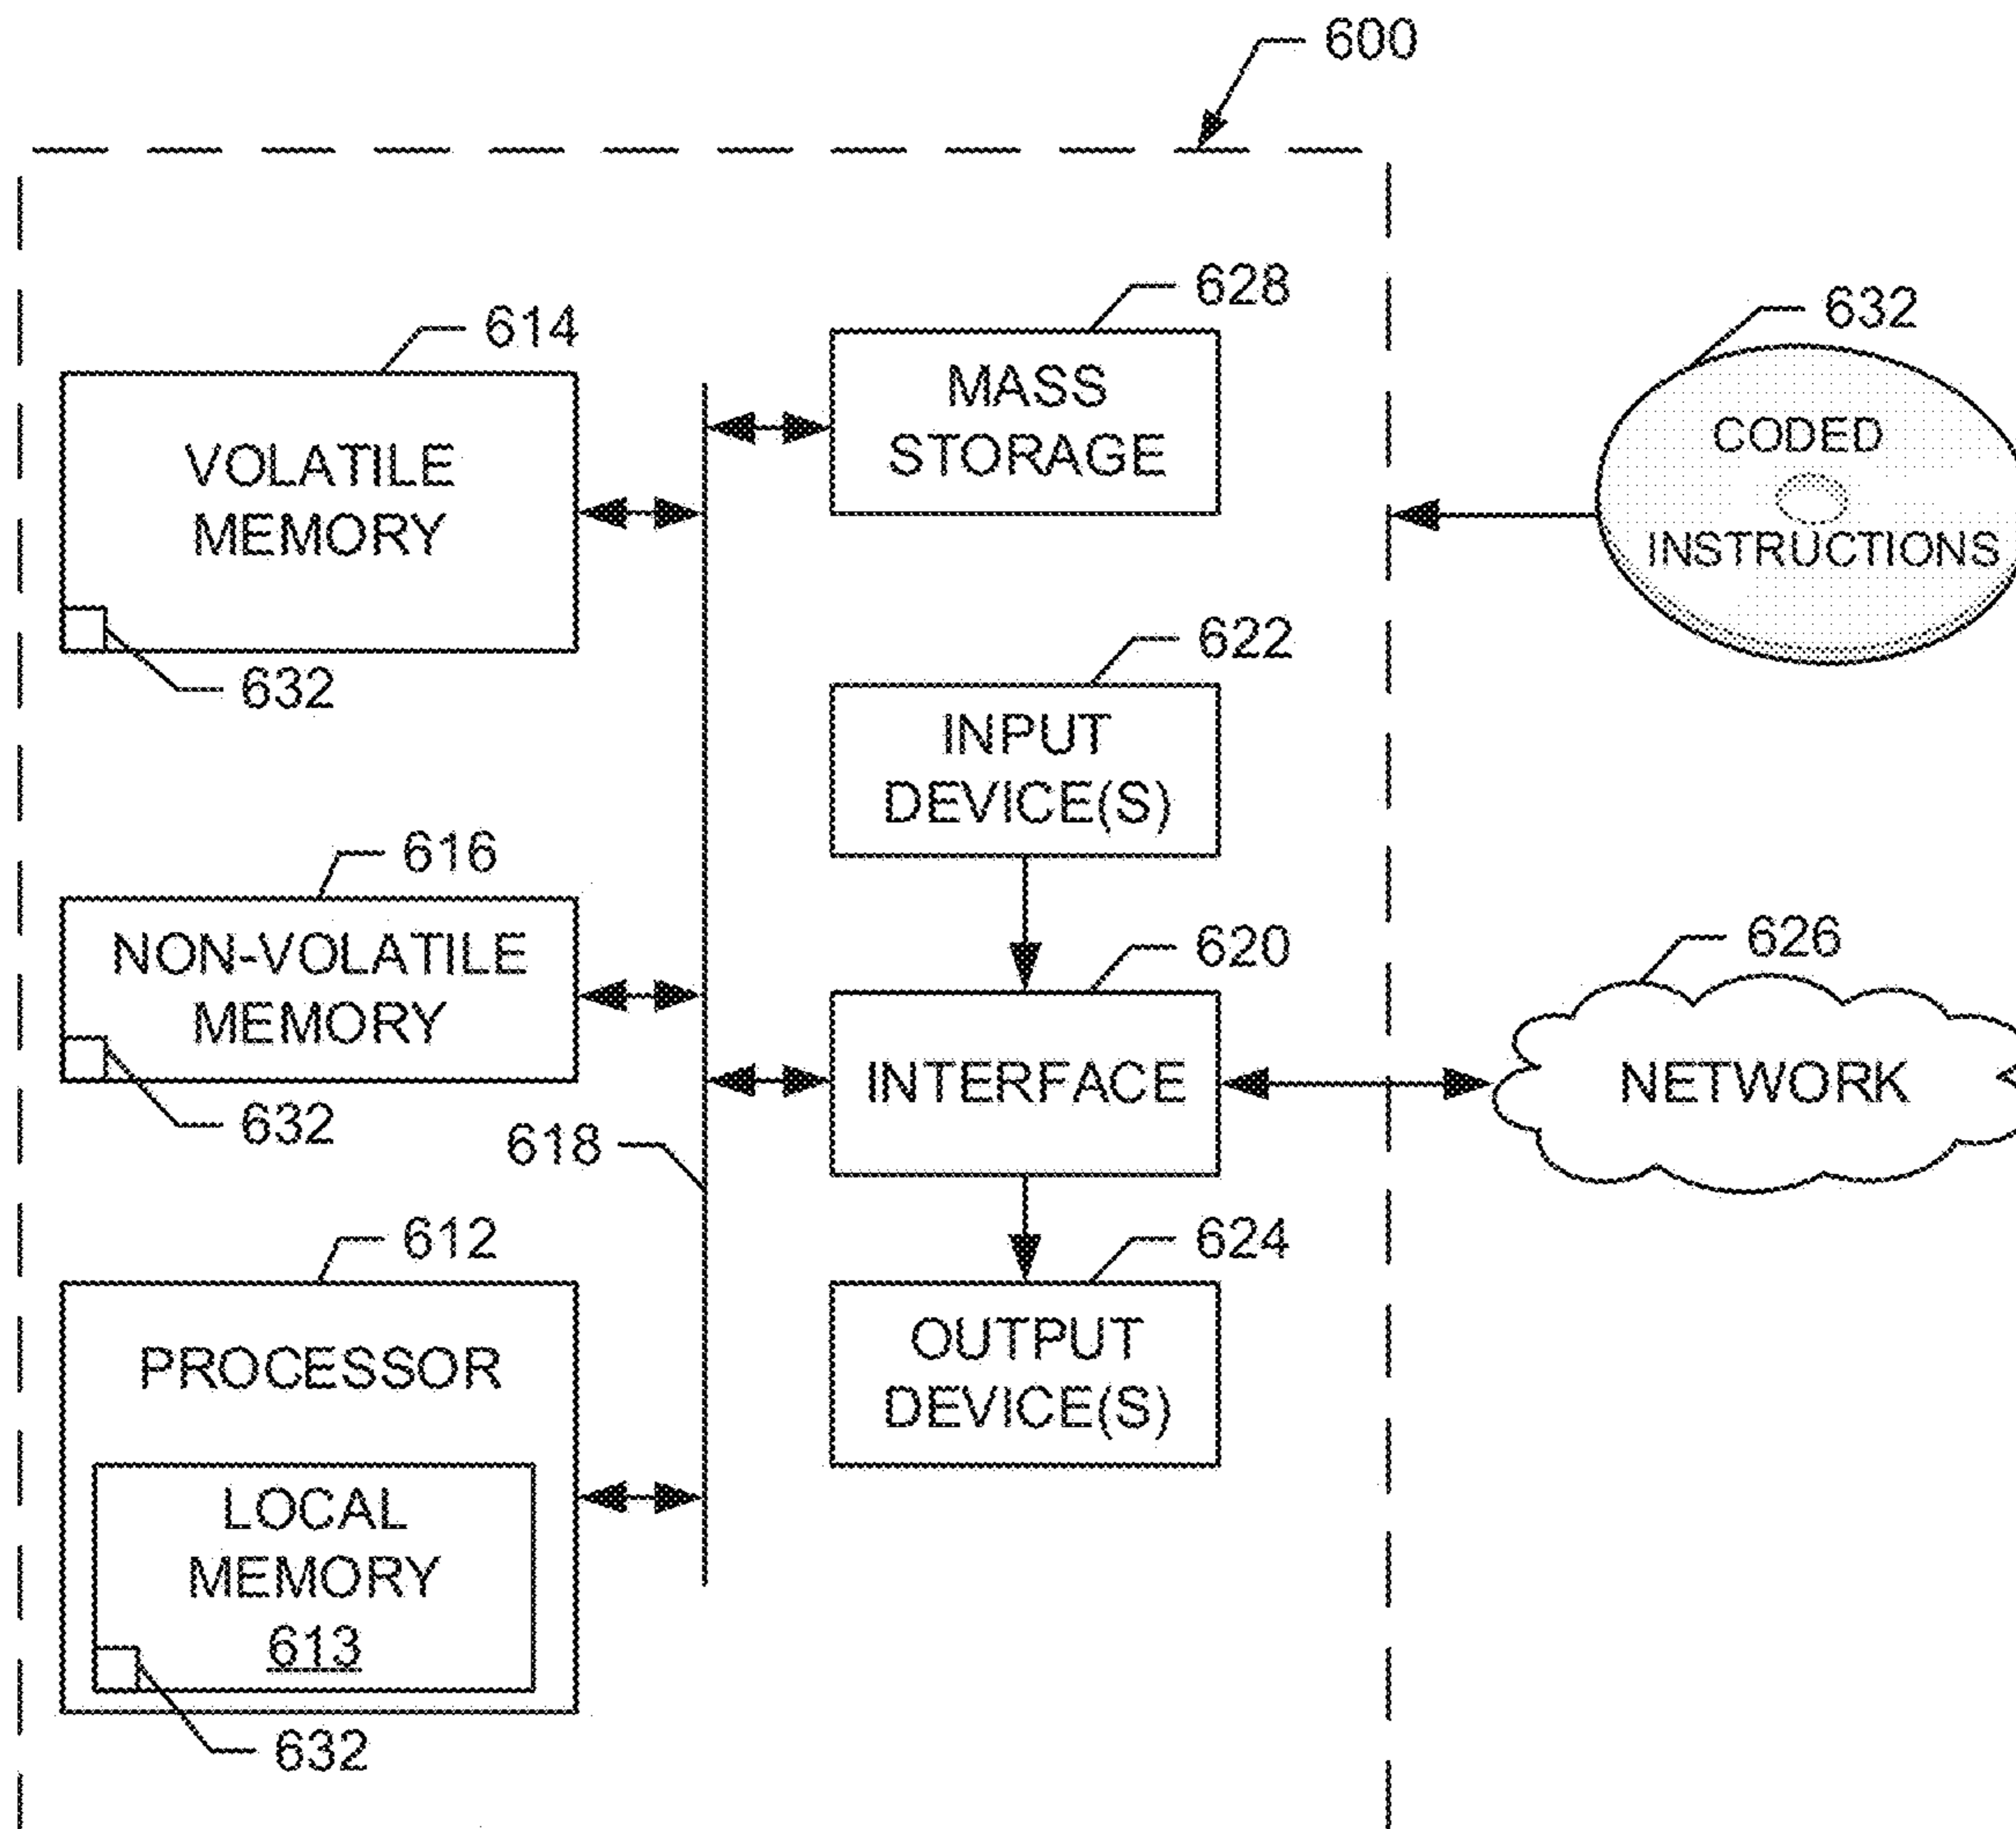 600
628
MASS
STORAGE
614
VOLATILE
MEMORY
632
632
CODED
INSTRUCTIONS
622
INPUT
DEVICE(S)
616
NON-VOLATILE
MEMORY
632
620
INTERFACE
626
NETWORK
618
612
PROCESSOR
LOCAL
MEMORY
613
632
624
OUTPUT
DEVICE(S)